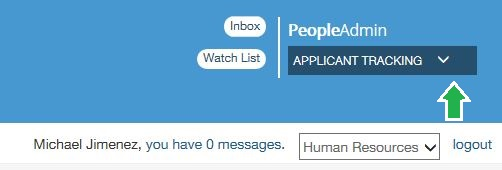 Inbox
PeopleAdmin
Watch List
APPLICANT TRACKING
Michael Jimenez, you have 0 messages. Human Resources logout